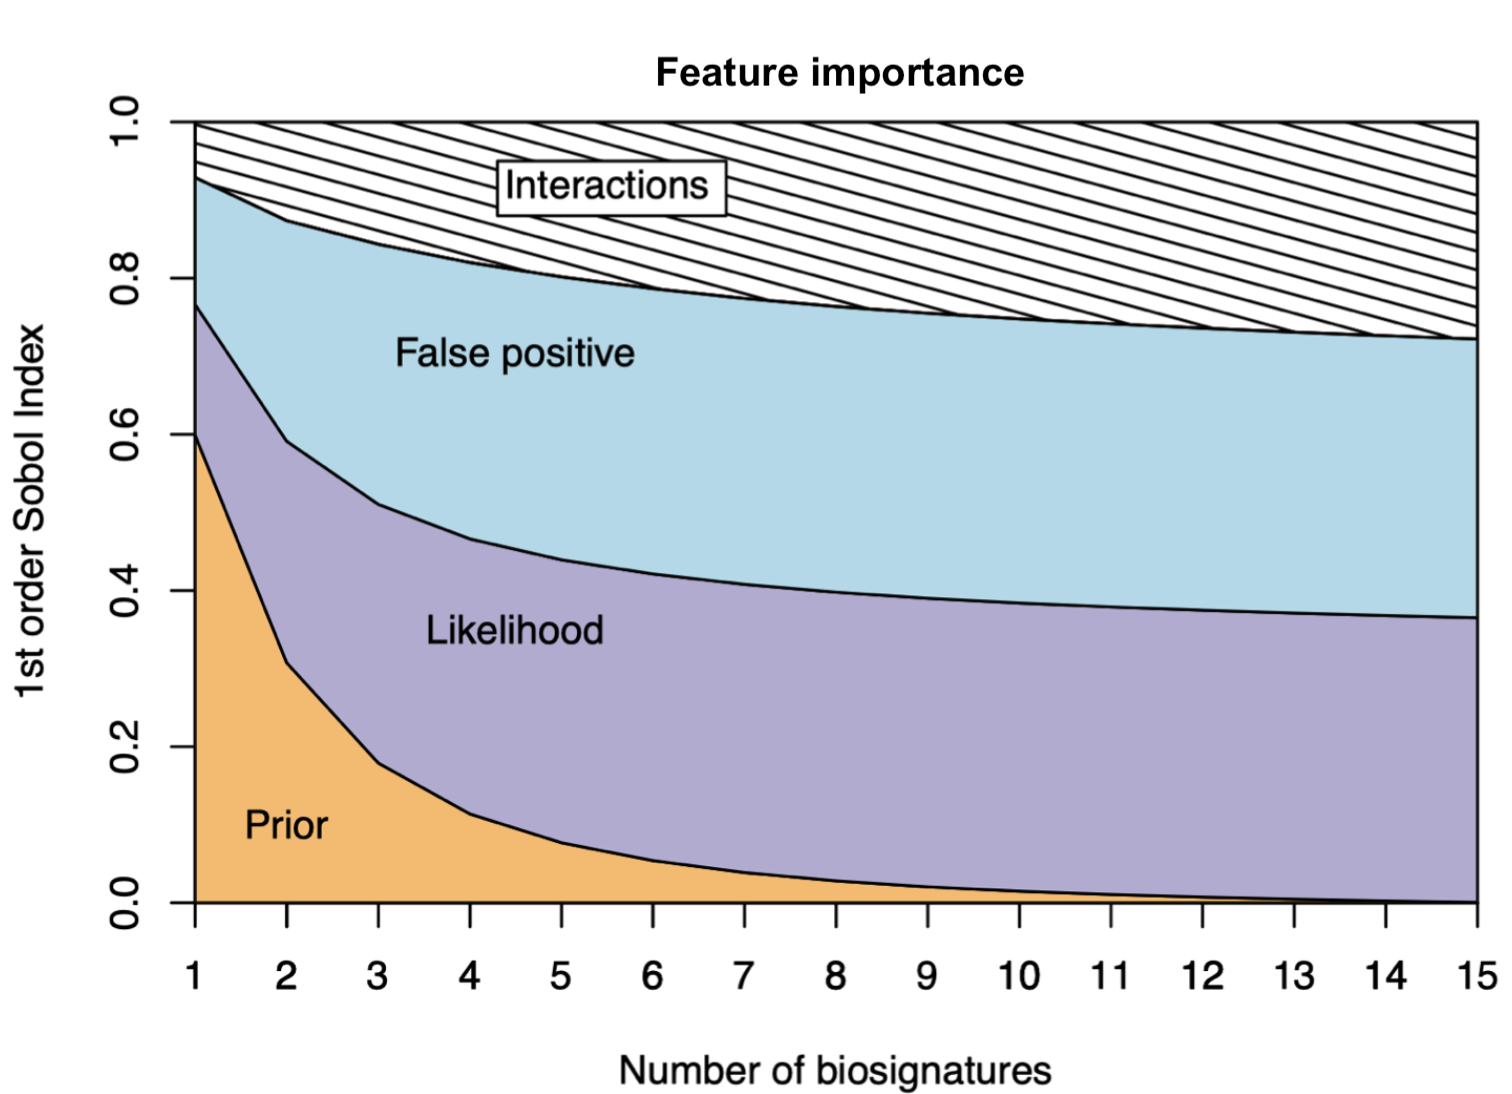 Feature importance
1st order Sobol Index
1.0
0.8
0.6
0.4
0.2
0.0
Interactions
False positive
Likelihood
Prior
1 2 3 4 5 6 7 8 9 10 11 12 13 14 15
Number of biosignatures